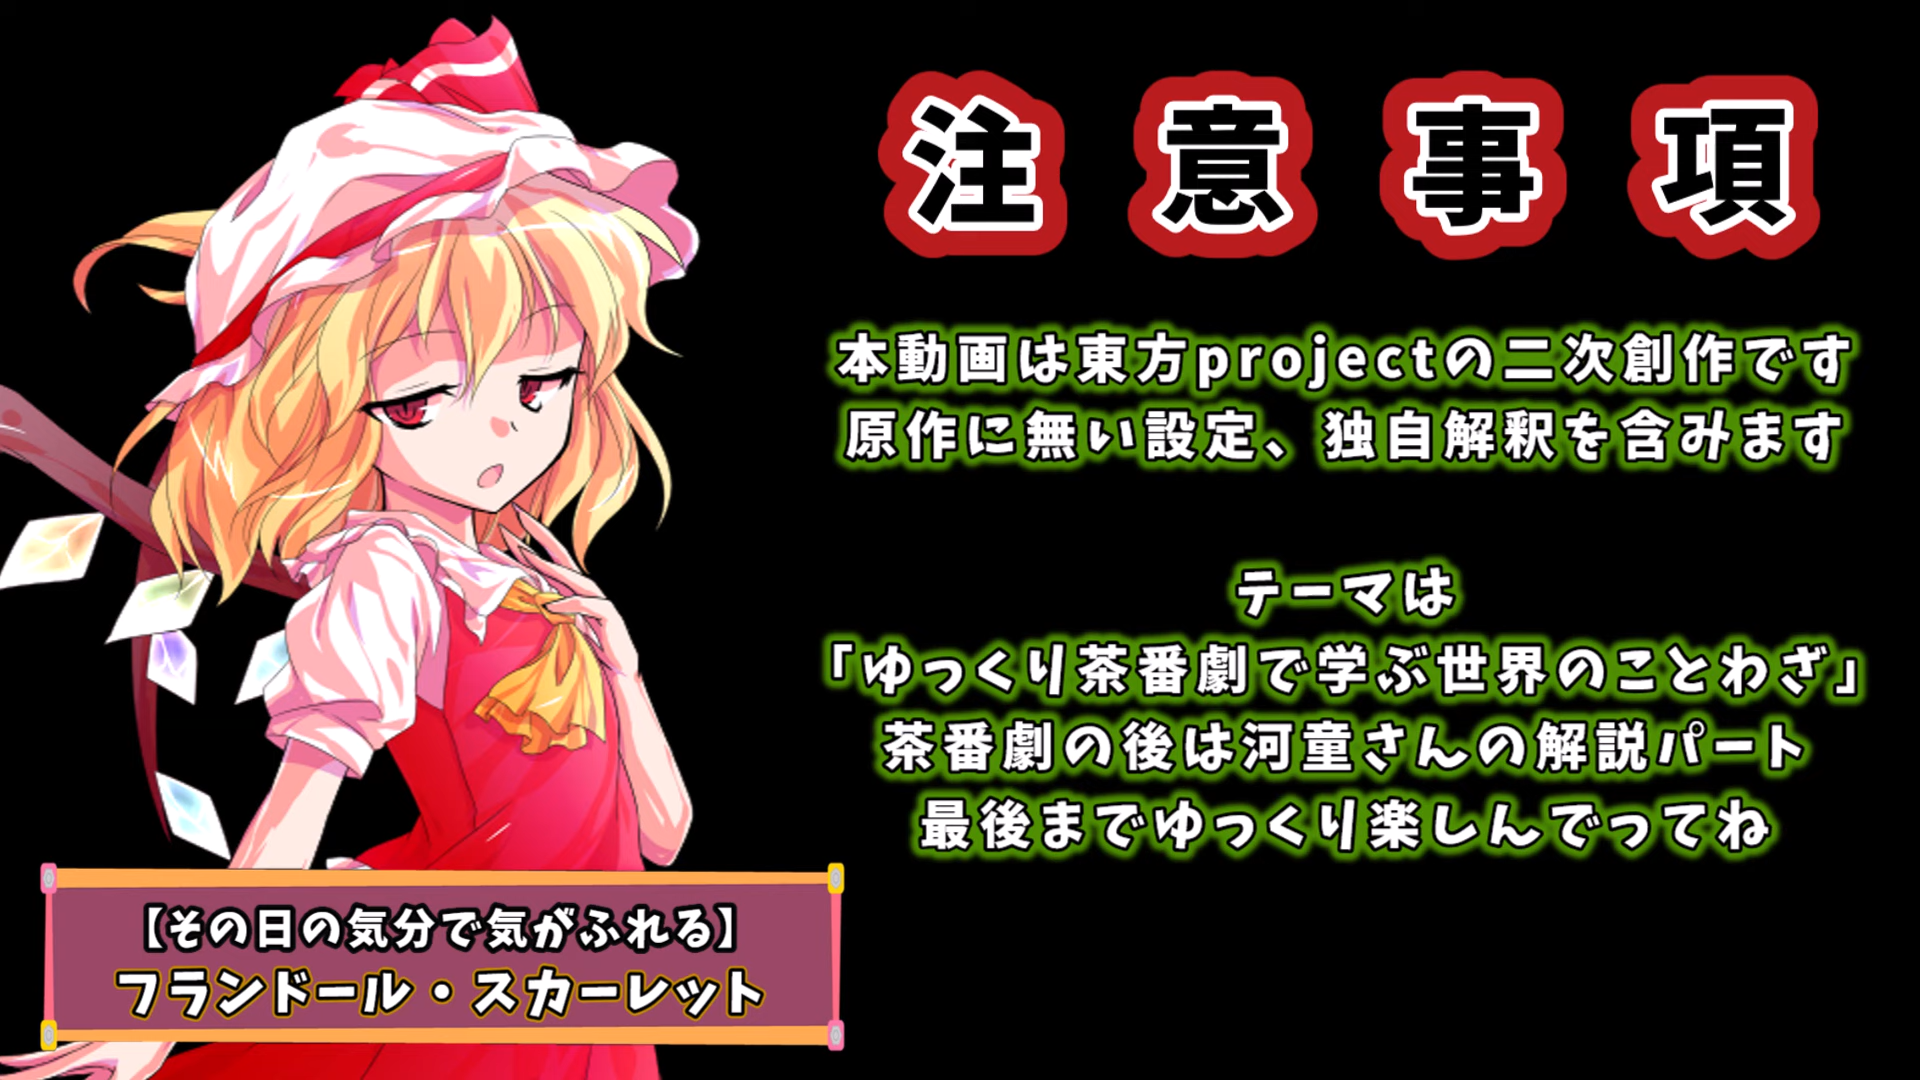 注意事項
本動画は東方projectの二次創作です
原作に無い設定、独自解釈を含みます
テーマは
「ゆっくり茶番劇で学ぶ世界のことわざ」
茶番劇の後は河童さんの解説パート
最後までゆっくり楽しんでってね
【その日の気分で気がふれる】
フランドール・スカーレット